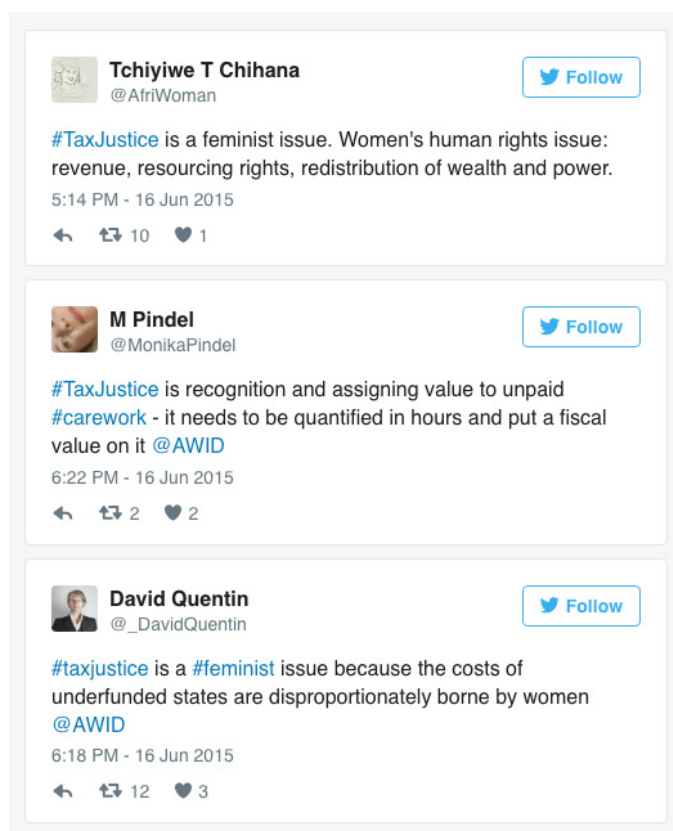 Tchiyiwe T Chihana
Follow
@AfriWoman
#TaxJustice is a feminist issue. Women's human rights issue:
revenue, resourcing rights, redistribution of wealth and power.
5:14 PM - 16 Jun 2015
10 1
M Pindel
Follow
@MonikaPindel
#TaxJustice is recognition and assigning value to unpaid
#carework - it needs to be quantified in hours and put a fiscal
value on it @AWID
6:22 PM - 16 Jun 2015
2 2
David Quentin
Follow
@_DavidQuentin
#taxjustice is a #feminist issue because the costs of
underfunded states are disproportionately borne by women
@AWID
6:18 PM - 16 Jun 2015
12 3